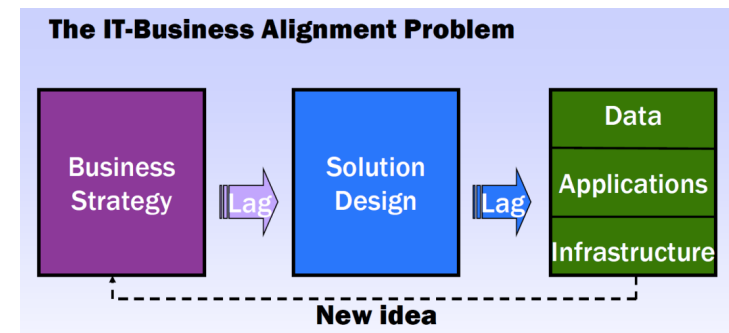 The IT-Business Alignment Problem
Business
Strategy
Lag
Solution
Design
Lag
Data
Applications
Infrastructure
New idea